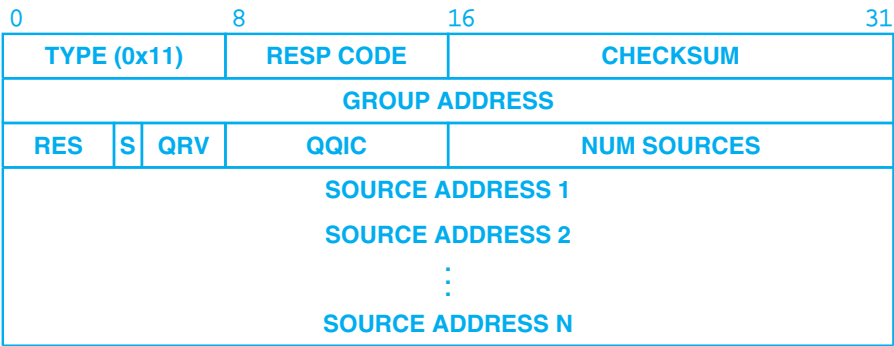 0 8 16 31
TYPE (0x11) RESP CODE CHECKSUM
GROUP ADDRESS
RES S QRV QQIC NUM SOURCES
SOURCE ADDRESS 1
SOURCE ADDRESS 2
⋮
SOURCE ADDRESS N